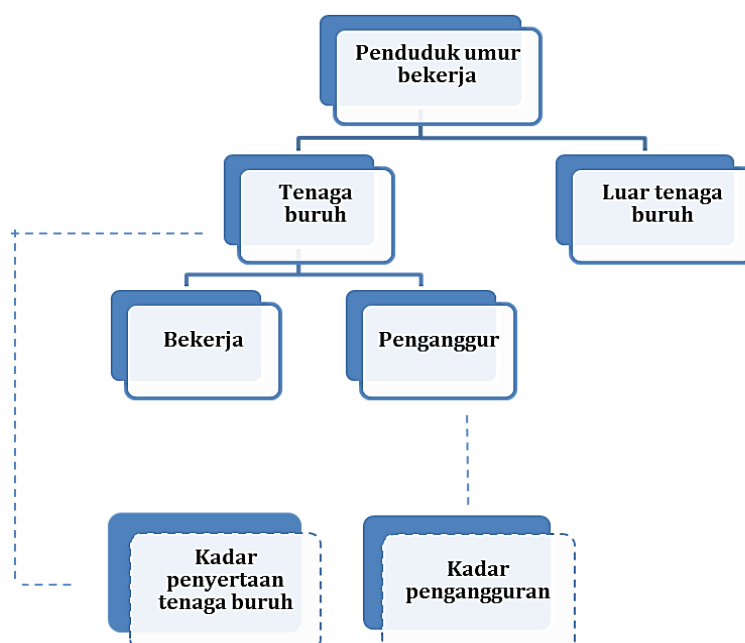 Penduduk umur
bekerja
Tenaga
buruh
Luar tenaga
buruh
Bekerja
Penganggur
Kadar
penyertaan
tenaga buruh
Kadar
pengangguran